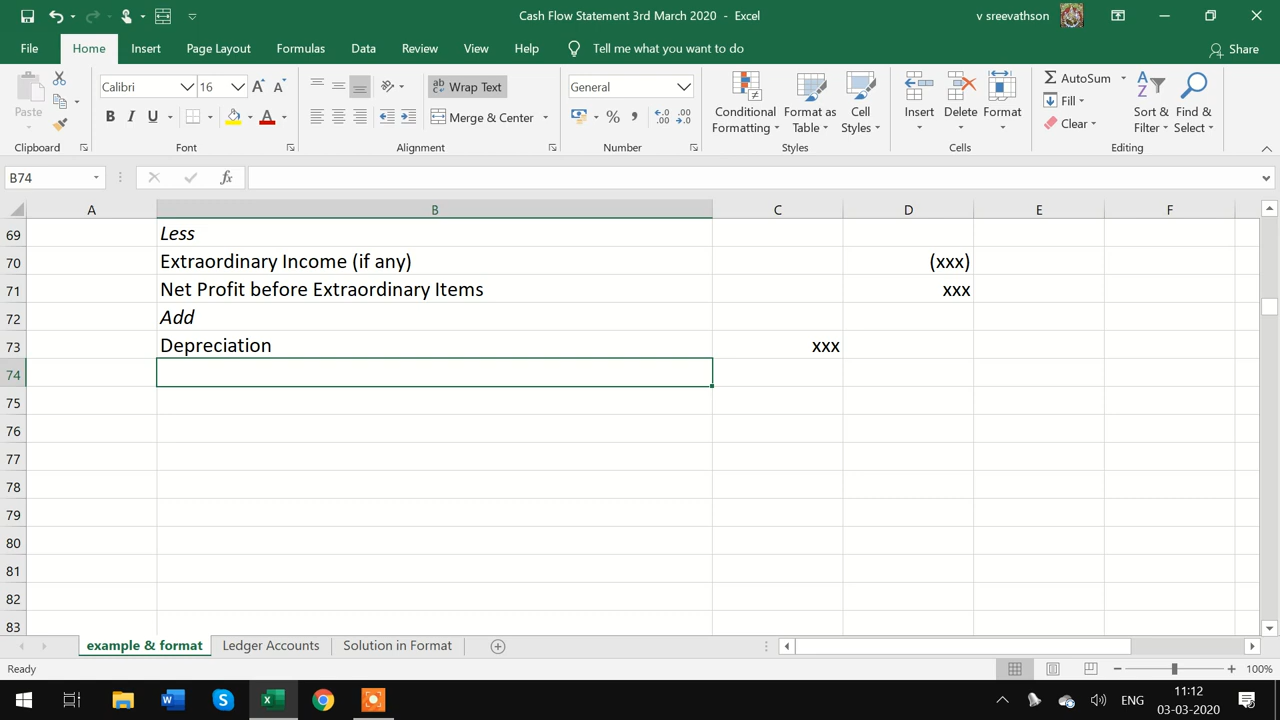 Cash Flow Statement 3rd March 2020 - Excel
v sreevathson
File Home Insert Page Layout Formulas Data Review View Help Tell me what you want to do Share
Paste
Clipboard
Calibri 16
B I U
Font
ab Wrap Text
Merge & Center
Alignment
General
% ,
Number
Conditional Formatting
Format as Table
Cell Styles
Styles
Insert Delete Format
Cells
AutoSum
Fill
Clear
Sort & Filter
Find & Select
Editing
B74
fx
A B C D E F
69 Less
70 Extraordinary Income (if any) (xxx)
71 Net Profit before Extraordinary Items xxx
72 Add
73 Depreciation xxx
74
75
76
77
78
79
80
81
82
83
example & format Ledger Accounts Solution in Format
Ready
100%
ENG
11:12
03-03-2020